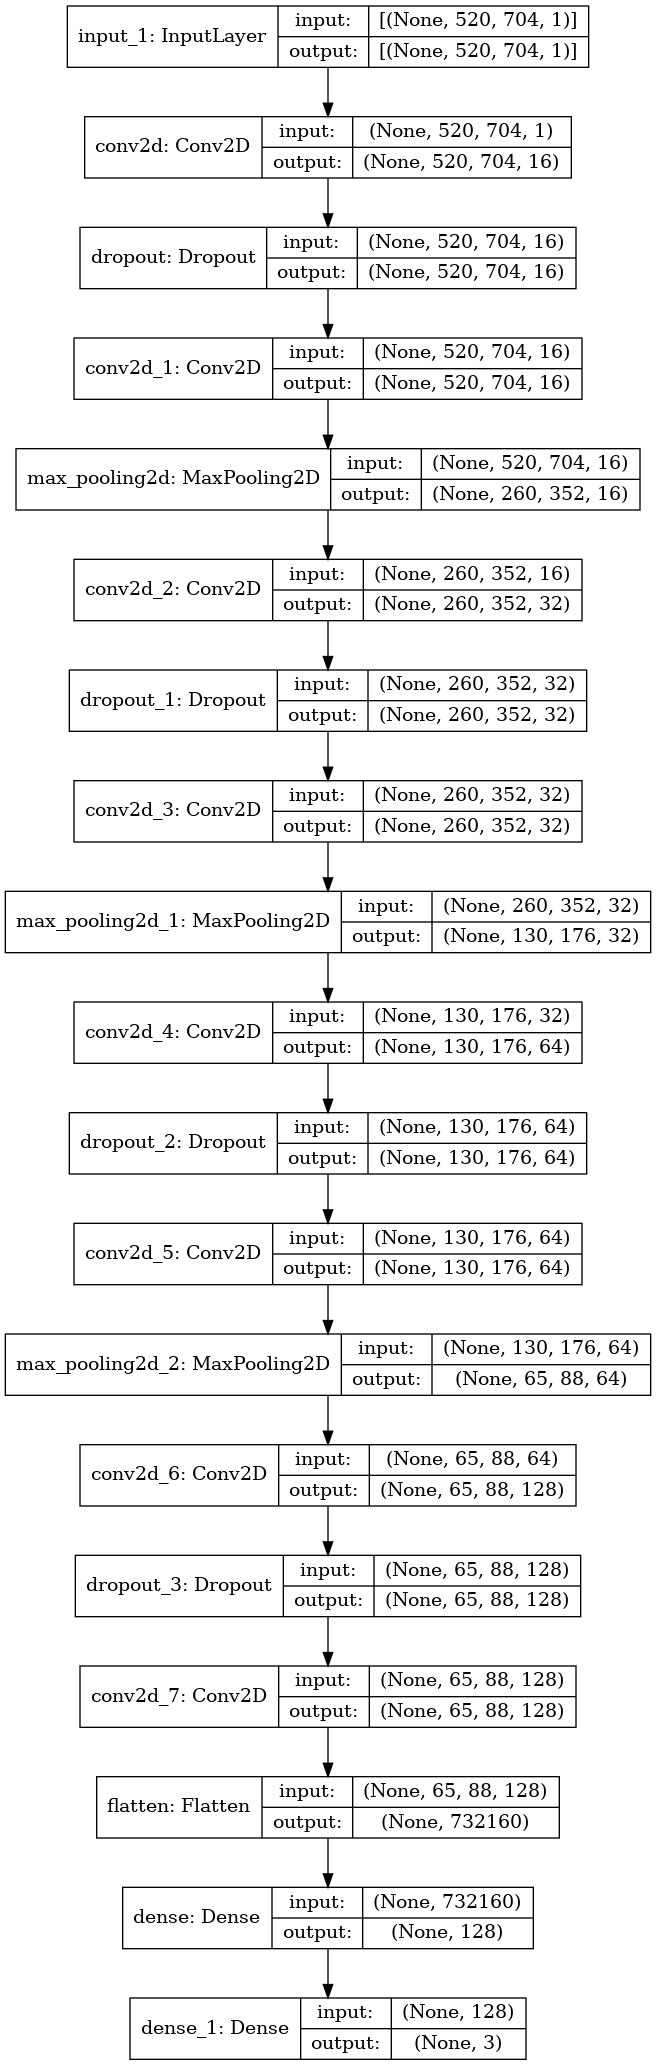 input_1: InputLayer
input: [(None, 520, 704, 1)]
output: [(None, 520, 704, 1)]
conv2d: Conv2D
input: (None, 520, 704, 1)
output: (None, 520, 704, 16)
dropout: Dropout
input: (None, 520, 704, 16)
output: (None, 520, 704, 16)
conv2d_1: Conv2D
input: (None, 520, 704, 16)
output: (None, 520, 704, 16)
max_pooling2d: MaxPooling2D
input: (None, 520, 704, 16)
output: (None, 260, 352, 16)
conv2d_2: Conv2D
input: (None, 260, 352, 16)
output: (None, 260, 352, 32)
dropout_1: Dropout
input: (None, 260, 352, 32)
output: (None, 260, 352, 32)
conv2d_3: Conv2D
input: (None, 260, 352, 32)
output: (None, 260, 352, 32)
max_pooling2d_1: MaxPooling2D
input: (None, 260, 352, 32)
output: (None, 130, 176, 32)
conv2d_4: Conv2D
input: (None, 130, 176, 32)
output: (None, 130, 176, 64)
dropout_2: Dropout
input: (None, 130, 176, 64)
output: (None, 130, 176, 64)
conv2d_5: Conv2D
input: (None, 130, 176, 64)
output: (None, 130, 176, 64)
max_pooling2d_2: MaxPooling2D
input: (None, 130, 176, 64)
output: (None, 65, 88, 64)
conv2d_6: Conv2D
input: (None, 65, 88, 64)
output: (None, 65, 88, 128)
dropout_3: Dropout
input: (None, 65, 88, 128)
output: (None, 65, 88, 128)
conv2d_7: Conv2D
input: (None, 65, 88, 128)
output: (None, 65, 88, 128)
flatten: Flatten
input: (None, 65, 88, 128)
output: (None, 732160)
dense: Dense
input: (None, 732160)
output: (None, 128)
dense_1: Dense
input: (None, 128)
output: (None, 3)